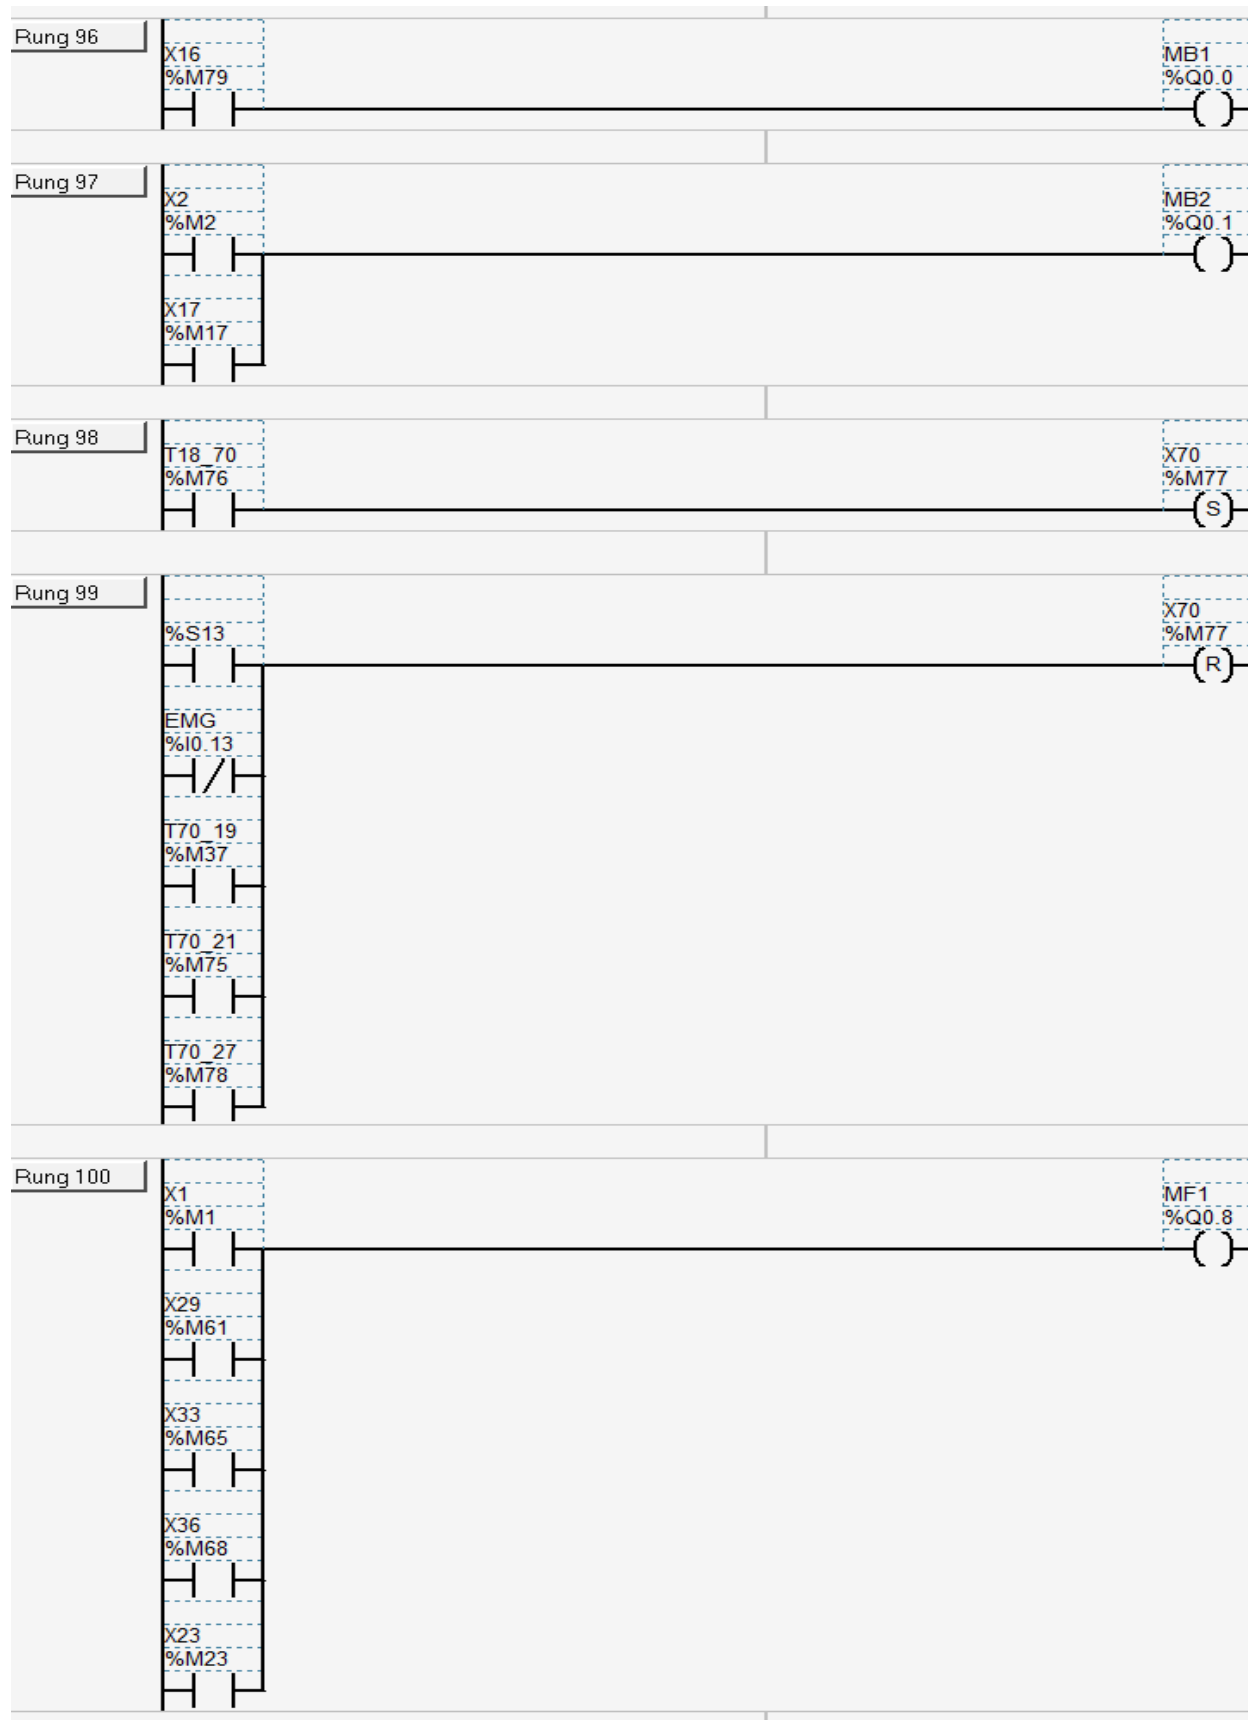 Rung 96
X16
%M79
MB1
%Q0.0
Rung 97
X2
%M2
MB2
%Q0.1
X17
%M17
Rung 98
T18_70
%M76
X70
%M77
S
Rung 99
%S13
X70
%M77
R
EMG
%I0.13
T70_19
%M37
T70_21
%M75
T70_27
%M78
Rung 100
X1
%M1
MF1
%Q0.8
X29
%M61
X33
%M65
X36
%M68
X23
%M23